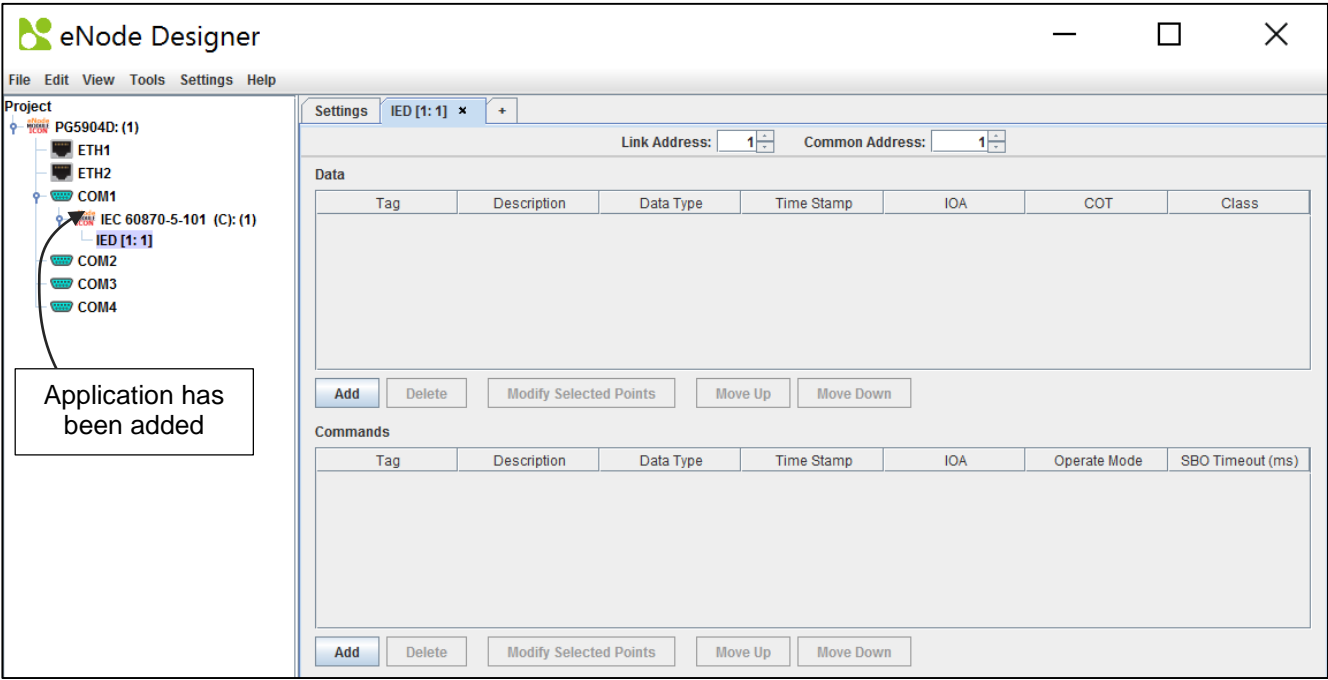 eNode Designer
File Edit View Tools Settings Help
Project
eNode MODULE ICON PG5904D: (1)
ETH1
ETH2
COM1
IEC 60870-5-101 (C): (1)
IED [1: 1]
COM2
COM3
COM4
Application has
been added
Settings IED [1: 1] × +
Link Address: 1 Common Address: 1
Data
Tag Description Data Type Time Stamp IOA COT Class
Add Delete Modify Selected Points Move Up Move Down
Commands
Tag Description Data Type Time Stamp IOA Operate Mode SBO Timeout (ms)
Add Delete Modify Selected Points Move Up Move Down